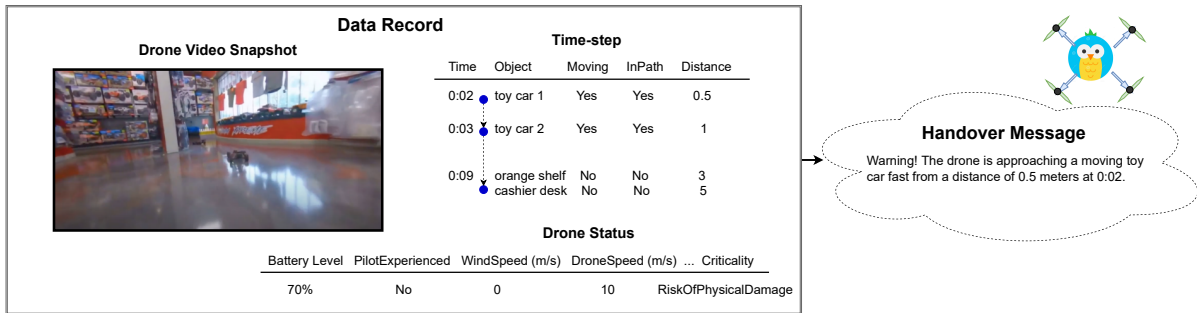 Data Record
Drone Video Snapshot
Time-step
Time Object Moving InPath Distance
0:02 toy car 1 Yes Yes 0.5
0:03 toy car 2 Yes Yes 1
0:09 orange shelf No No 3
cashier desk No No 5
Drone Status
Battery Level PilotExperienced WindSpeed (m/s) DroneSpeed (m/s) ... Criticality
70% No 0 10 RiskOfPhysicalDamage
Handover Message
Warning! The drone is approaching a moving toy
car fast from a distance of 0.5 meters at 0:02.